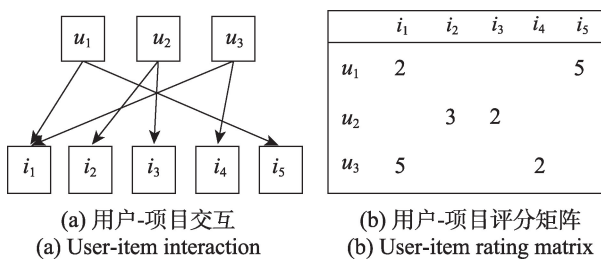 u1 u2 u3
i1 i2 i3 i4 i5
(a) 用户-项目交互
(a) User-item interaction
i1 i2 i3 i4 i5
u1 2 5
u2 3 2
u3 5 2
(b) 用户-项目评分矩阵
(b) User-item rating matrix